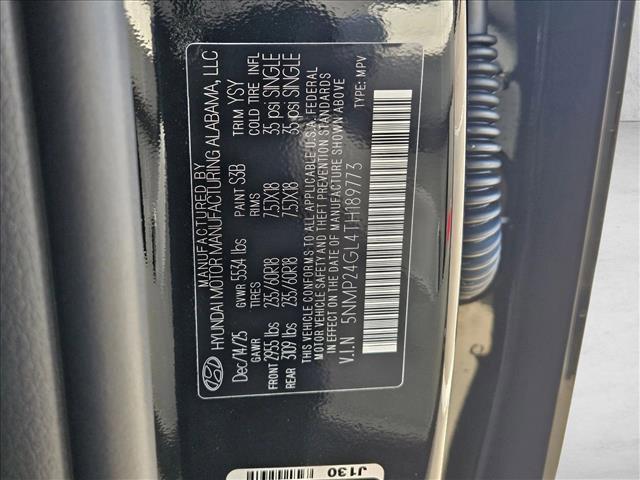 MANUFACTURED BY
HYUNDAI MOTOR MANUFACTURING ALABAMA, LLC
Dec/14/25 GVWR 5534 lbs PAINT S3B TRIM YSY
GAWR TIRES RIMS COLD TIRE INFL
FRONT 2955 lbs 235/60R18 7.5JX18 35 psi SINGLE
REAR 3009 lbs 235/60R18 7.5JX18 35 psi SINGLE
THIS VEHICLE CONFORMS TO ALL APPLICABLE U.S.A. FEDERAL
MOTOR VEHICLE SAFETY AND THEFT PREVENTION STANDARDS
IN EFFECT ON THE DATE OF MANUFACTURE SHOWN ABOVE
V.I.N 5NMP24GL4TH189773 TYPE: MPV
J130